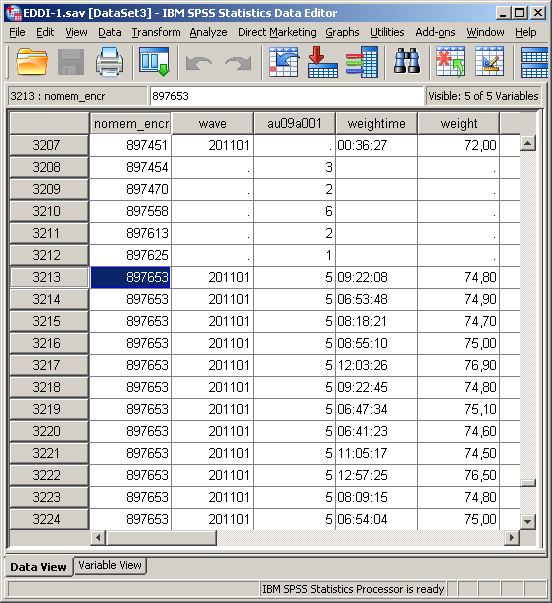 EDDI-1.sav [DataSet3] - IBM SPSS Statistics Data Editor
File Edit View Data Transform Analyze Direct Marketing Graphs Utilities Add-ons Window Help
3213 : nomem_encr 897653 Visible: 5 of 5 Variables
nomem_encr wave au09a001 weightime weight
3207 897451 201101 . 00:36:27 72,00
3208 897454 . 3 .
3209 897470 . 2 .
3210 897558 . 6 .
3211 897613 . 2 .
3212 897625 . 1 .
3213 897653 201101 5 09:22:08 74,80
3214 897653 201101 5 06:53:48 74,90
3215 897653 201101 5 08:18:21 74,70
3216 897653 201101 5 08:55:10 75,00
3217 897653 201101 5 12:03:26 76,90
3218 897653 201101 5 09:22:45 74,80
3219 897653 201101 5 06:47:34 75,10
3220 897653 201101 5 06:41:23 74,60
3221 897653 201101 5 11:05:17 74,50
3222 897653 201101 5 12:57:25 76,50
3223 897653 201101 5 08:09:15 74,80
3224 897653 201101 5 06:54:04 75,00
Data View Variable View
IBM SPSS Statistics Processor is ready